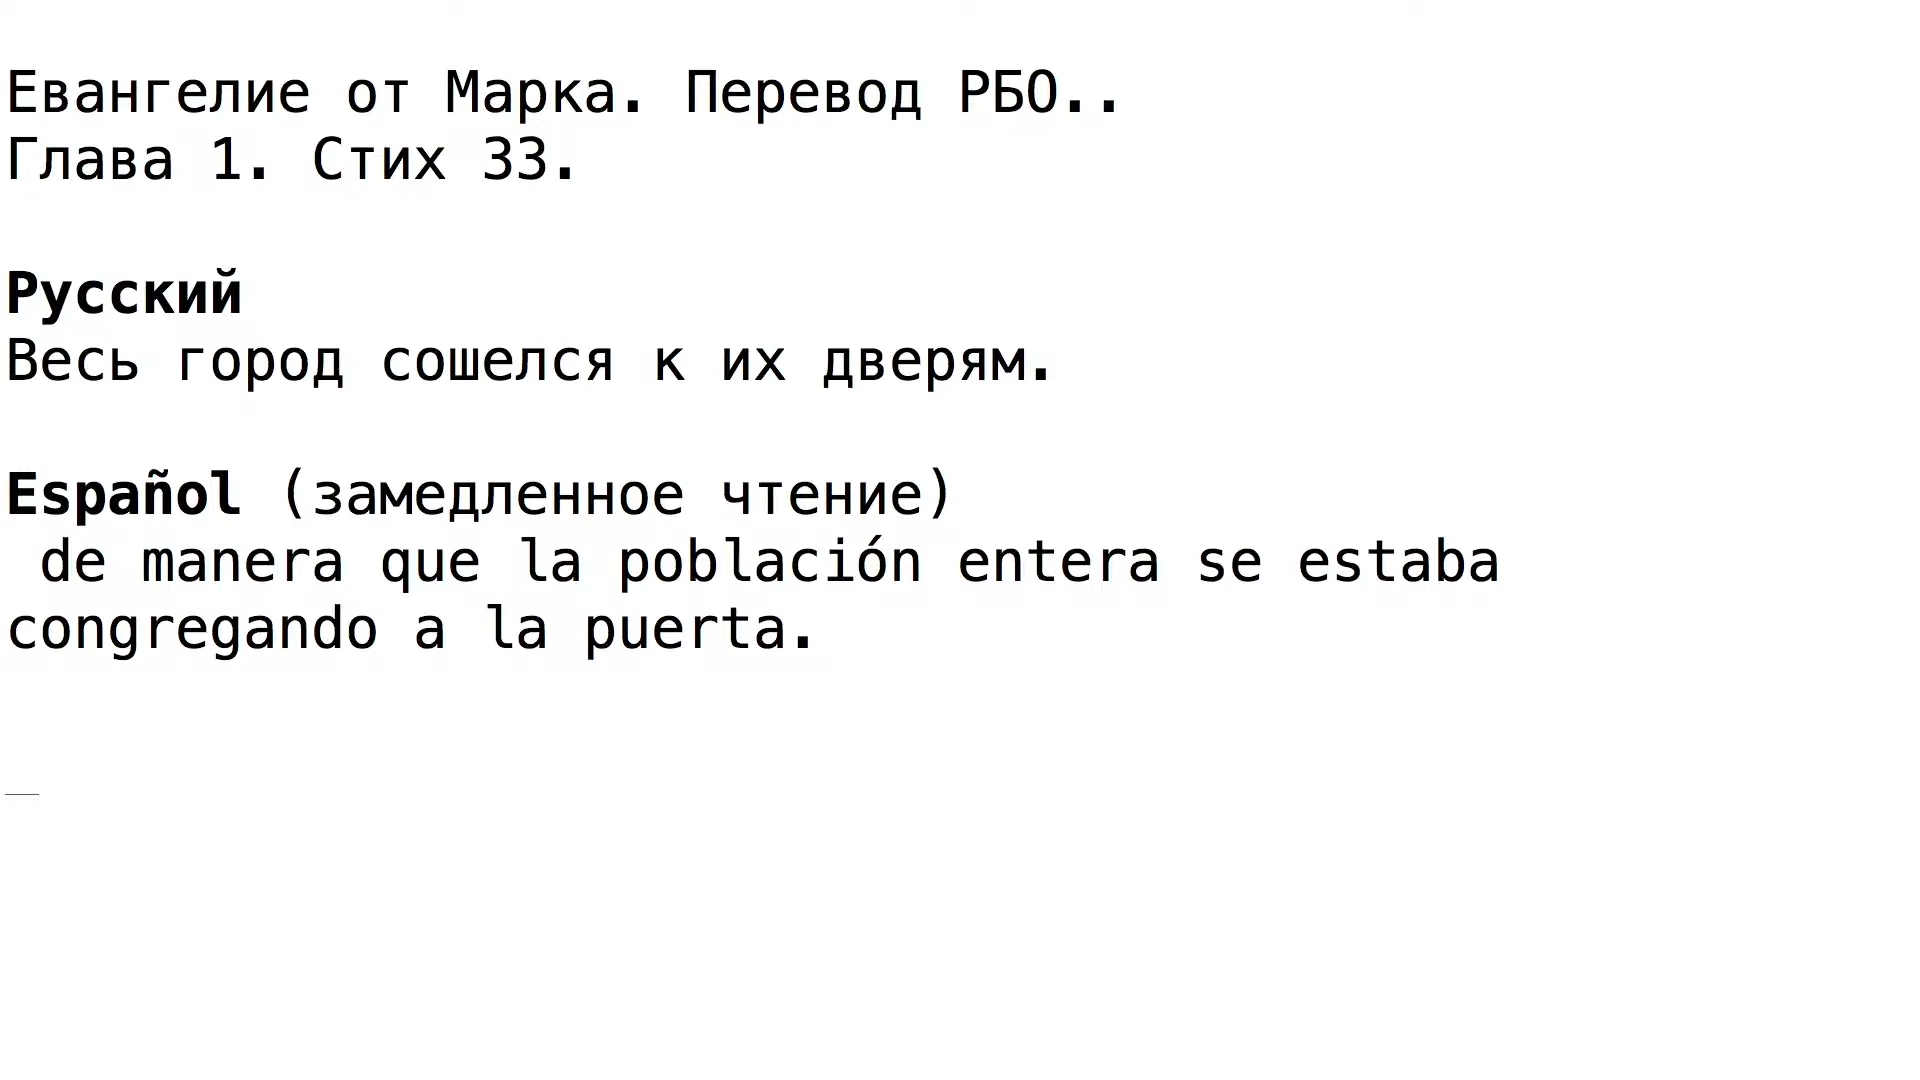 Евангелие от Марка. Перевод РБО..
Глава 1. Стих 33.
Русский
Весь город сошелся к их дверям.
Español (замедленное чтение)
de manera que la población entera se estaba
congregando a la puerta.